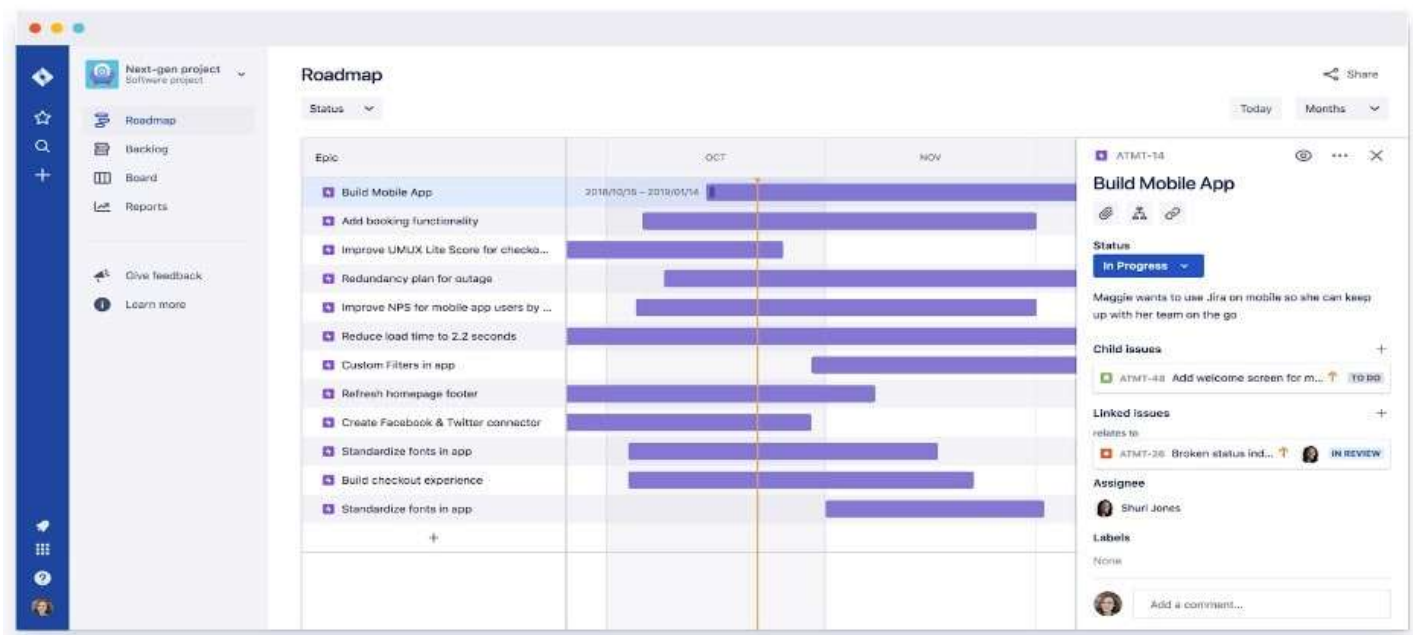 Next-gen project
Software project
Roadmap
Backlog
Board
Reports
Give feedback
Learn more
Roadmap
Share
Status
Today
Months
Epic
OCT
NOV
Build Mobile App
2018/10/15 – 2019/01/14
Add booking functionality
Improve UMUX Lite Score for checko...
Redundancy plan for outage
Improve NPS for mobile app users by ...
Reduce load time to 2.2 seconds
Custom Filters in app
Refresh homepage footer
Create Facebook & Twitter connector
Standardize fonts in app
Build checkout experience
Standardize fonts in app
ATMT-14
Build Mobile App
Status
In Progress
Maggie wants to use Jira on mobile so she can keep
up with her team on the go
Child issues
ATMT-48 Add welcome screen for m... TO DO
Linked issues
relates to
ATMT-26 Broken status ind... IN REVIEW
Assignee
Shuri Jones
Labels
None
Add a comment...